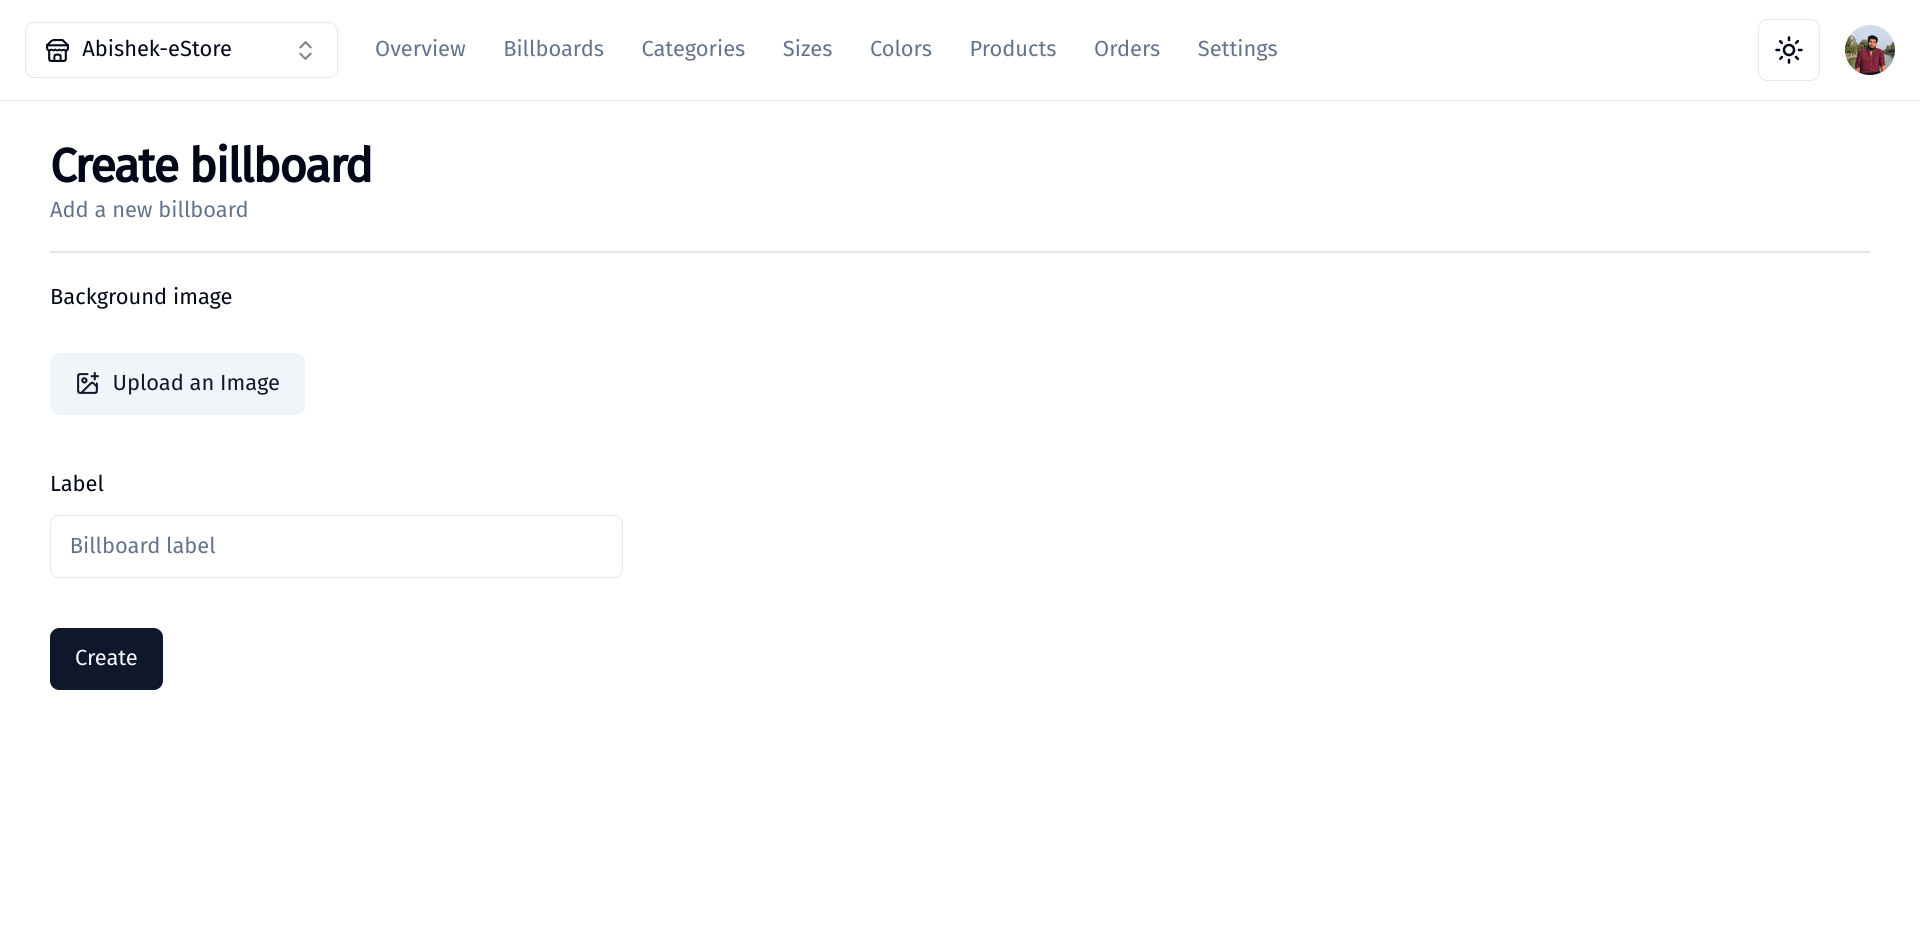 Abishek-eStore
Overview Billboards Categories Sizes Colors Products Orders Settings
Create billboard
Add a new billboard
Background image
Upload an Image
Label
Billboard label
Create